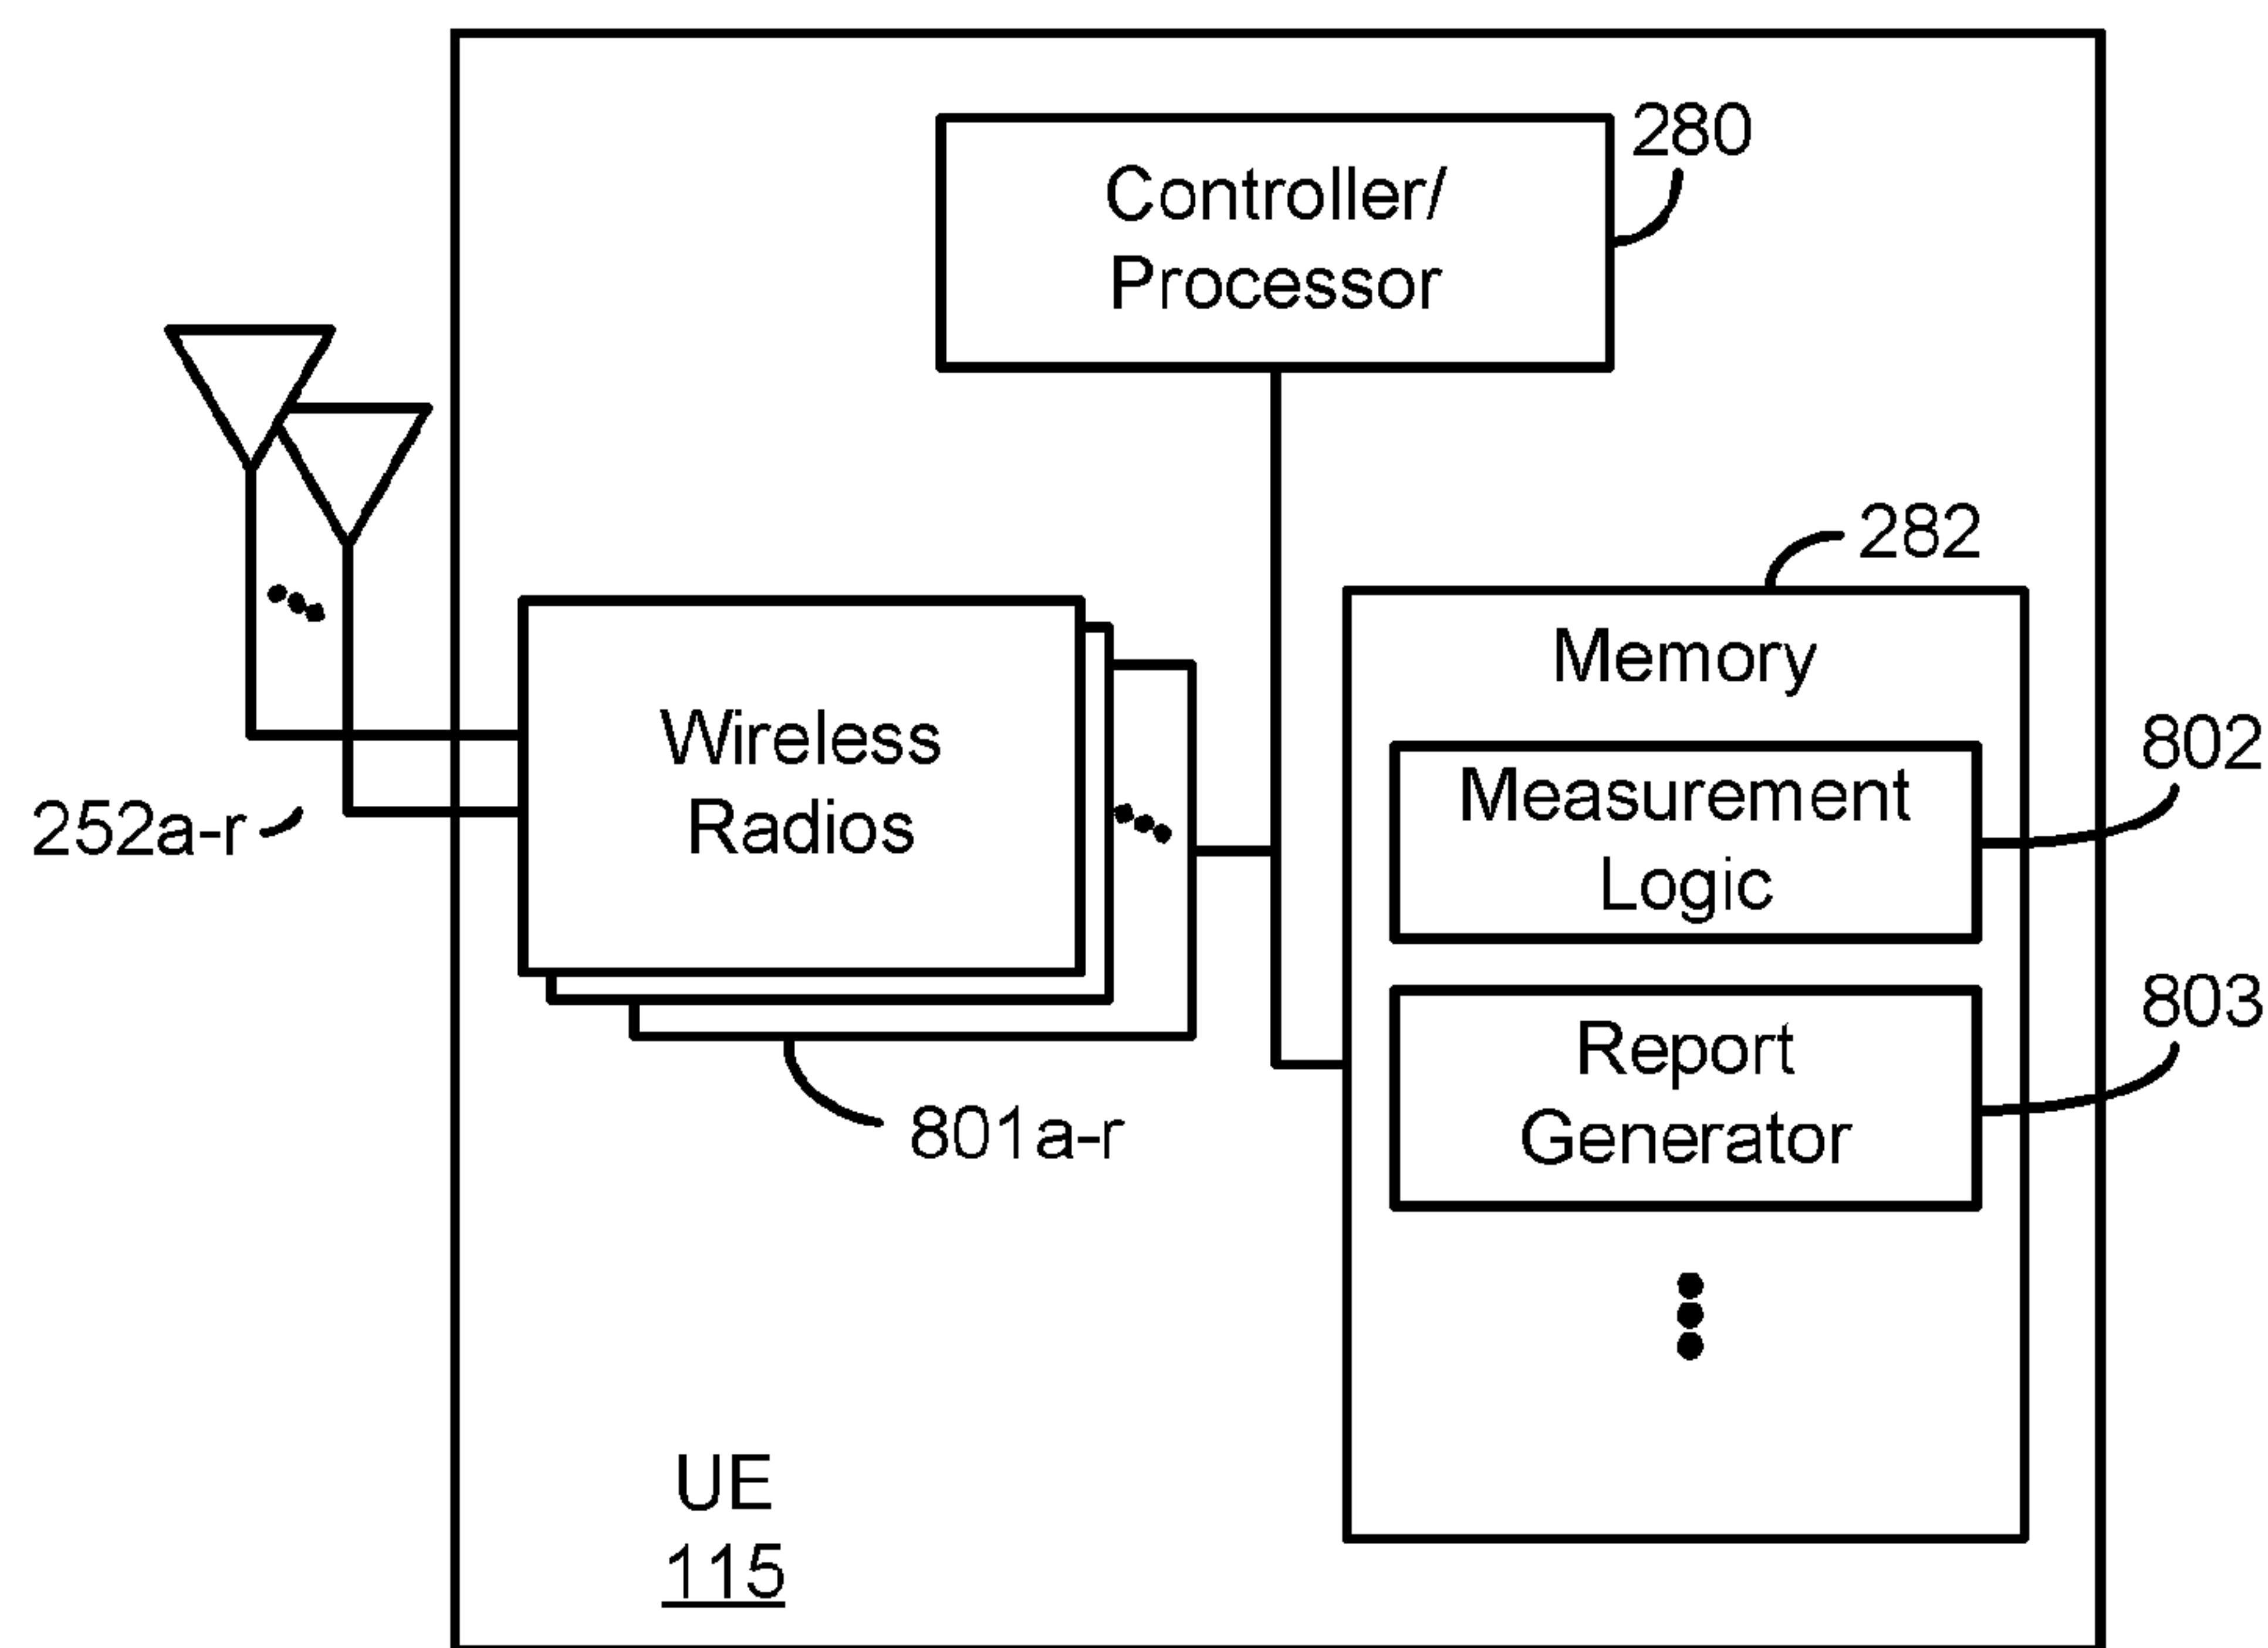 280
Controller/
Processor
282
Memory
Wireless
Radios
802
Measurement
Logic
252a-r
803
Report
Generator
801a-r
UE
115